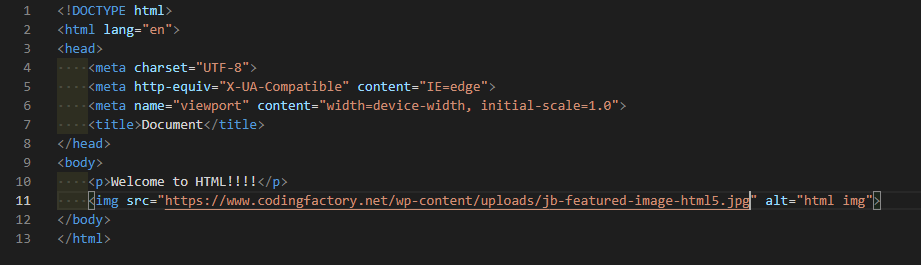 1 <!DOCTYPE html>
2 <html lang="en">
3 <head>
4 <meta charset="UTF-8">
5 <meta http-equiv="X-UA-Compatible" content="IE=edge">
6 <meta name="viewport" content="width=device-width, initial-scale=1.0">
7 <title>Document</title>
8 </head>
9 <body>
10 <p>Welcome to HTML!!!!</p>
11 <img src="https://www.codingfactory.net/wp-content/uploads/jb-featured-image-html5.jpg" alt="html img">
12 </body>
13 </html>